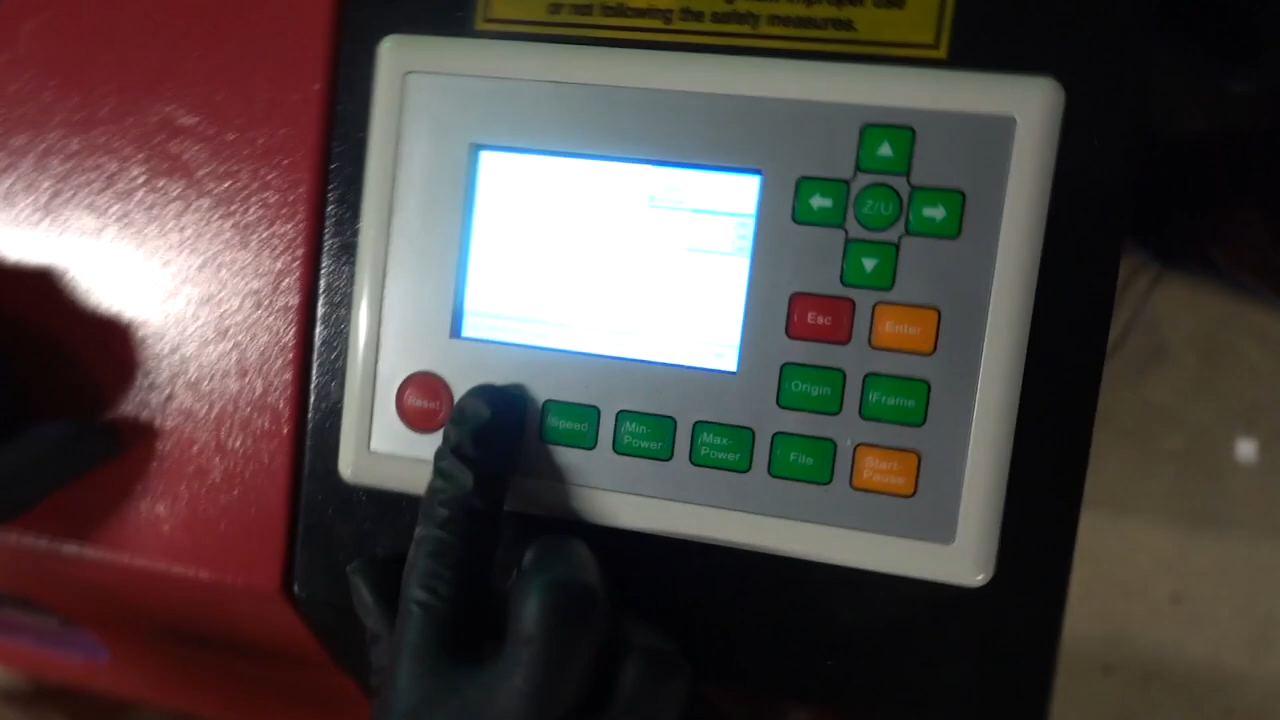 or not following the safety measures.
Z/U
Esc
Enter
Origin
Frame
Reset
Speed
Min-
Power
Max-
Power
File
Start-
Pause